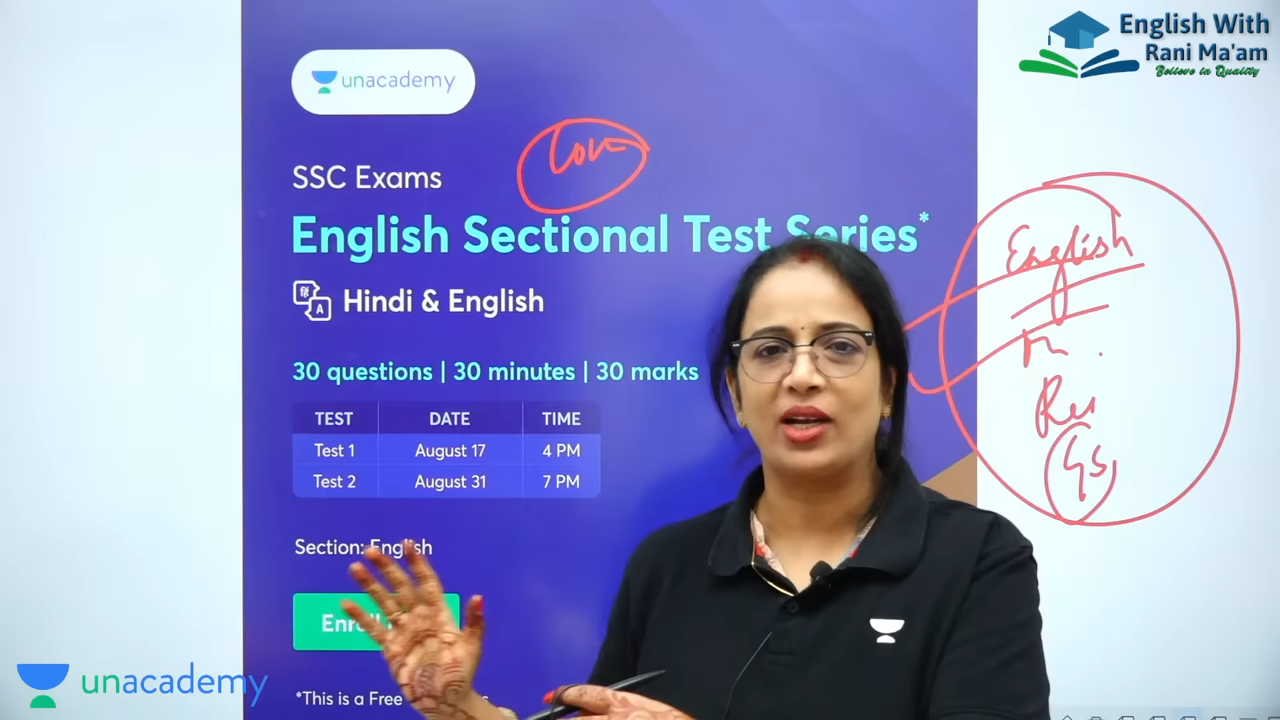 English With
Rani Ma'am
Believe in Quality
unacademy
SSC Exams
English Sectional Test Series*
Hindi & English
30 questions | 30 minutes | 30 marks
TEST DATE TIME
Test 1 August 17 4 PM
Test 2 August 31 7 PM
Section: English
*This is a Free
English
unacademy